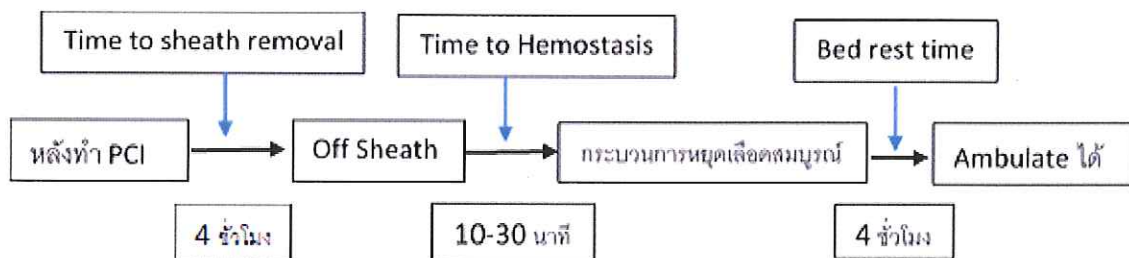 Time to sheath removal
Time to Hemostasis
Bed rest time
หลังทำ PCI
Off Sheath
กระบวนการหยุดเลือดสมบูรณ์
Ambulate ได้
4 ชั่วโมง
10-30 นาที
4 ชั่วโมง